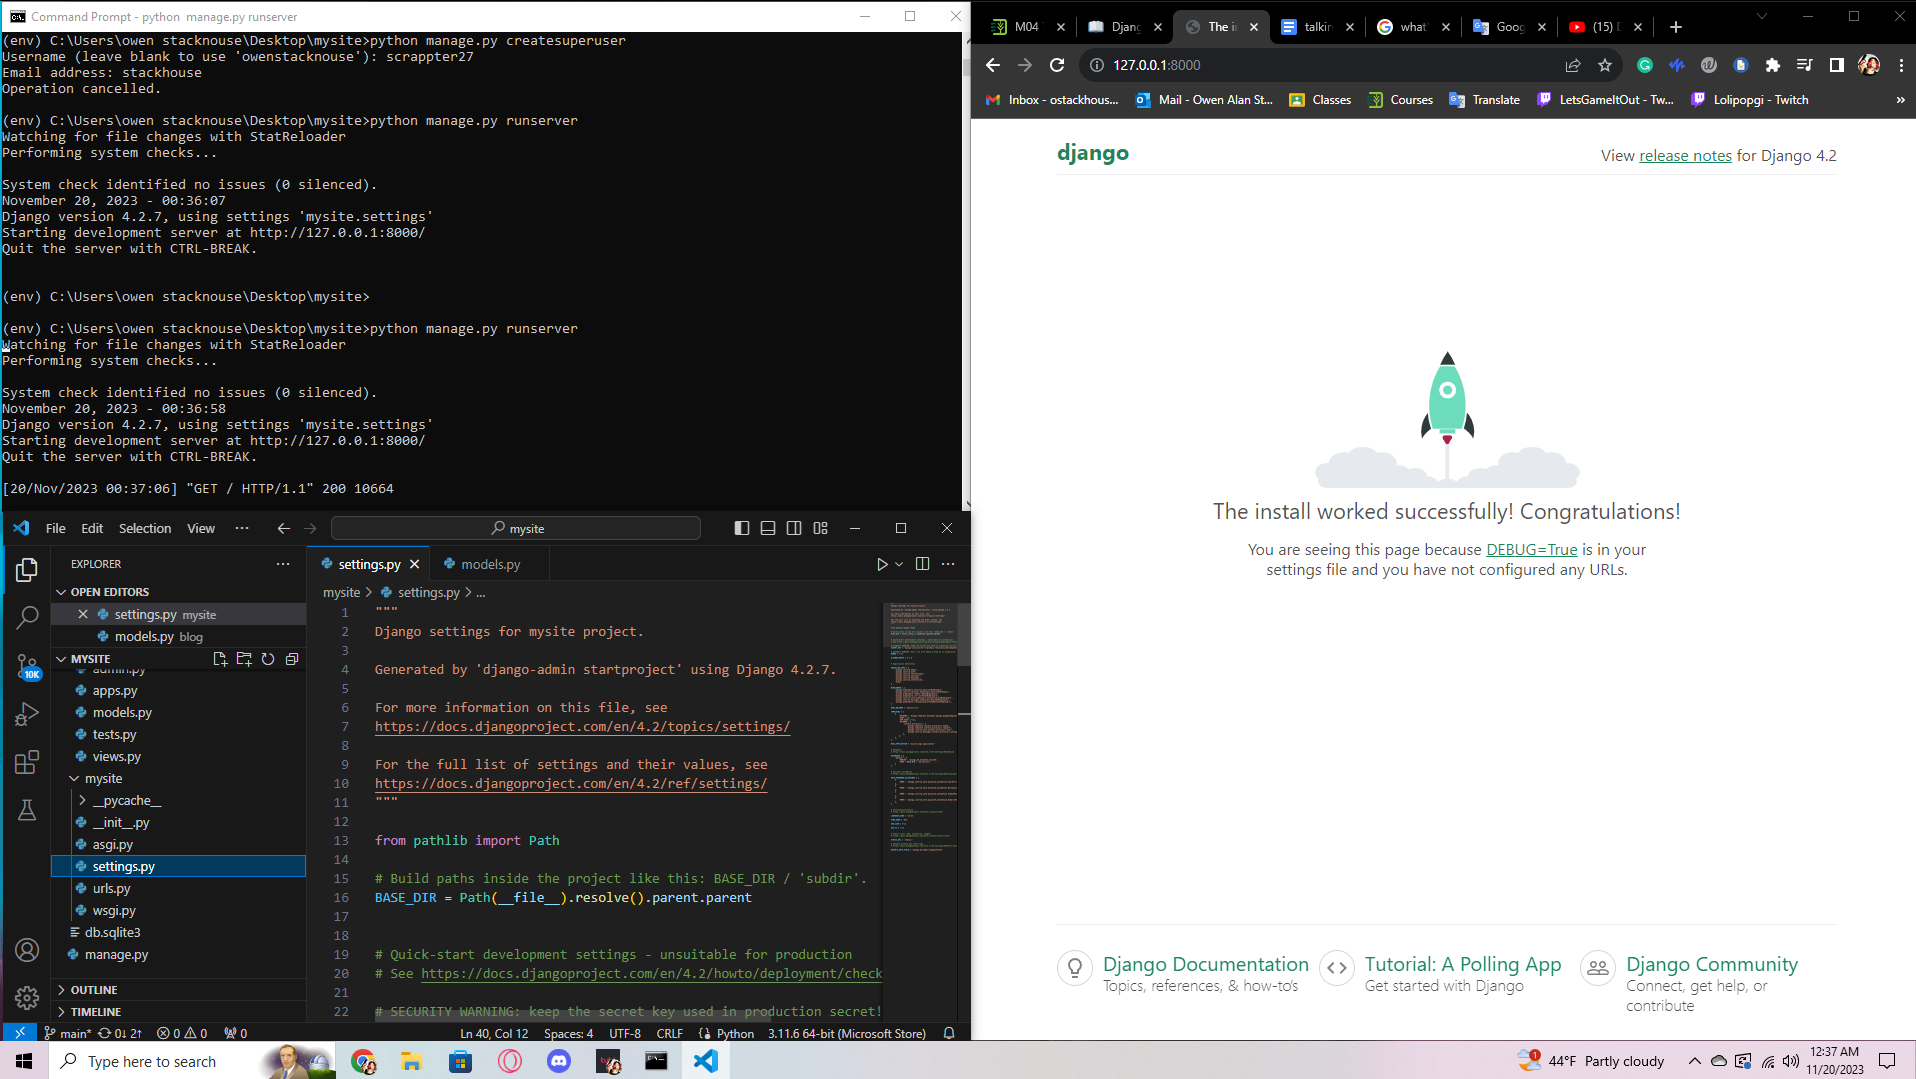 Command Prompt - python  manage.py runserver
(env) C:\Users\owen stacknouse\Desktop\mysite>python manage.py createsuperuser
Username (leave blank to use 'owenstacknouse'): scrappter27
Email address: stackhouse
Operation cancelled.
(env) C:\Users\owen stacknouse\Desktop\mysite>python manage.py runserver
Watching for file changes with StatReloader
Performing system checks...
System check identified no issues (0 silenced).
November 20, 2023 - 00:36:07
Django version 4.2.7, using settings 'mysite.settings'
Starting development server at http://127.0.0.1:8000/
Quit the server with CTRL-BREAK.
(env) C:\Users\owen stacknouse\Desktop\mysite>
(env) C:\Users\owen stacknouse\Desktop\mysite>python manage.py runserver
Watching for file changes with StatReloader
Performing system checks...
System check identified no issues (0 silenced).
November 20, 2023 - 00:36:58
Django version 4.2.7, using settings 'mysite.settings'
Starting development server at http://127.0.0.1:8000/
Quit the server with CTRL-BREAK.
[20/Nov/2023 00:37:06] "GET / HTTP/1.1" 200 10664
File Edit Selection View ··· mysite
EXPLORER
OPEN EDITORS
settings.py mysite
models.py blog
MYSITE
admin.py
apps.py
models.py
tests.py
views.py
mysite
__pycache__
__init__.py
asgi.py
settings.py
urls.py
wsgi.py
db.sqlite3
manage.py
OUTLINE
TIMELINE
10K
settings.py models.py
mysite > settings.py > ...
1 """
2 Django settings for mysite project.
3
4 Generated by 'django-admin startproject' using Django 4.2.7.
5
6 For more information on this file, see
7 https://docs.djangoproject.com/en/4.2/topics/settings/
8
9 For the full list of settings and their values, see
10 https://docs.djangoproject.com/en/4.2/ref/settings/
11 """
12
13 from pathlib import Path
14
15 # Build paths inside the project like this: BASE_DIR / 'subdir'.
16 BASE_DIR = Path(__file__).resolve().parent.parent
17
18
19 # Quick-start development settings - unsuitable for production
20 # See https://docs.djangoproject.com/en/4.2/howto/deployment/check
21
22 # SECURITY WARNING: keep the secret key used in production secret!
main* 0↓ 2↑ 0 0 0 Ln 40, Col 12 Spaces: 4 UTF-8 CRLF Python 3.11.6 64-bit (Microsoft Store)
M04 Djang The i talkin what' Goog (15)
127.0.0.1:8000
Inbox - ostackhous... Mail - Owen Alan St... Classes Courses Translate LetsGameItOut - Tw... Lolipopgi - Twitch »
django
View release notes for Django 4.2
The install worked successfully! Congratulations!
You are seeing this page because DEBUG=True is in your
settings file and you have not configured any URLs.
Django Documentation
Topics, references, & how-to's
Tutorial: A Polling App
Get started with Django
Django Community
Connect, get help, or
contribute
Type here to search
1
44°F Partly cloudy
12:37 AM
11/20/2023